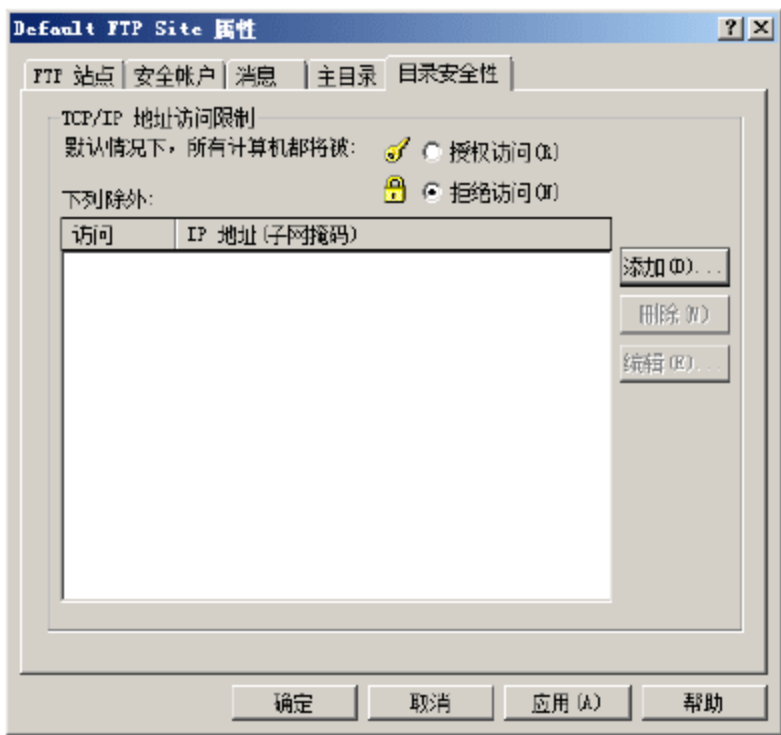 Default FTP Site 属性
FTP 站点 安全帐户 消息 主目录 目录安全性
TCP/IP 地址访问限制
默认情况下，所有计算机都将被: 授权访问(R)
拒绝访问(N)
下列除外:
访问 IP 地址(子网掩码)
添加(D)...
删除(N)
编辑(E)...
确定 取消 应用(A) 帮助